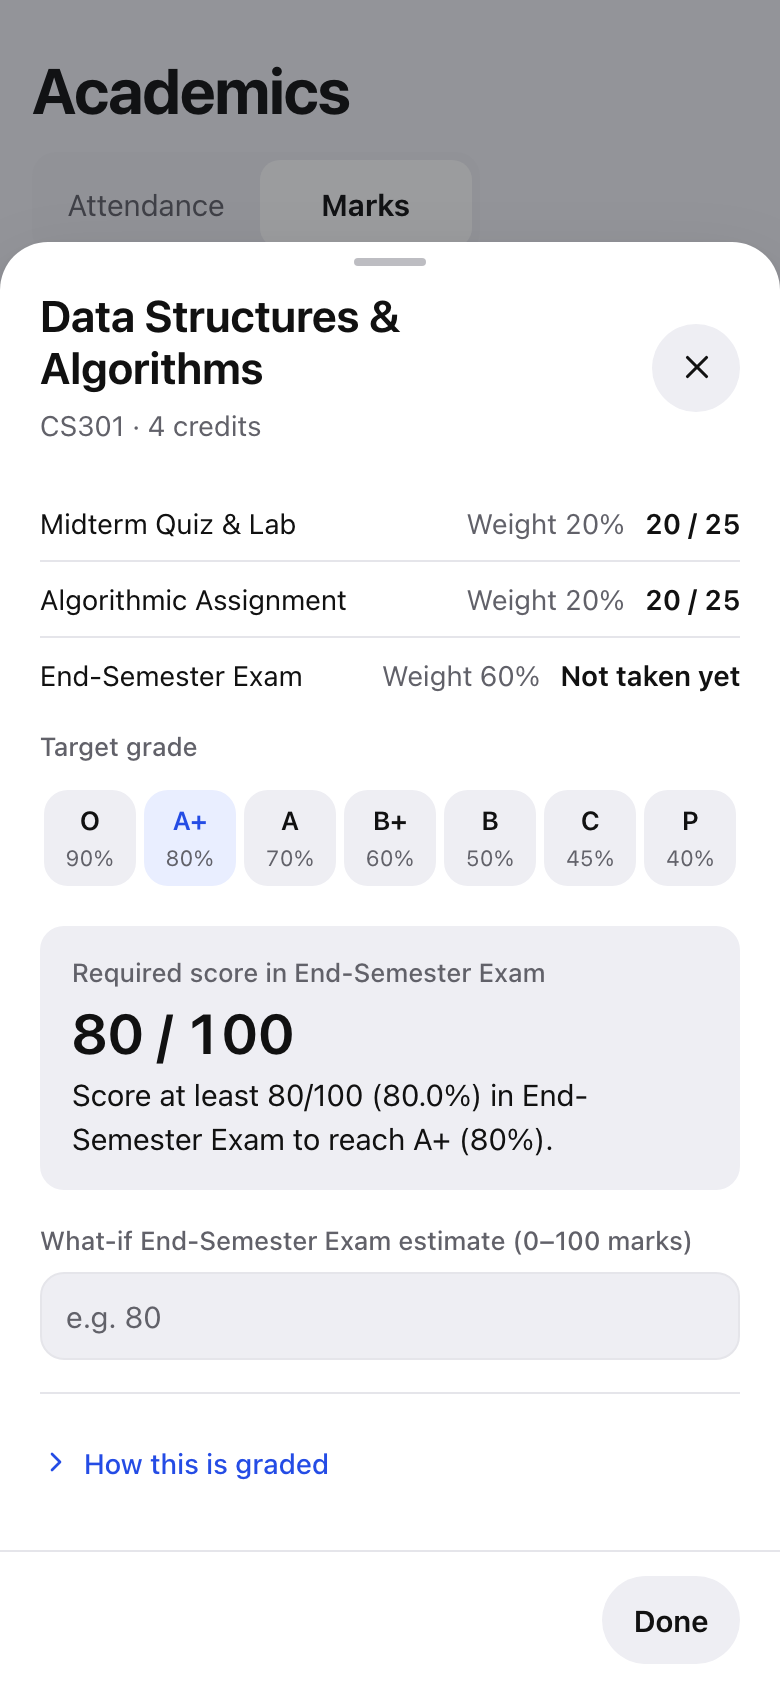 Academics
Attendance
Marks
Data Structures &
Algorithms
CS301 · 4 credits
Midterm Quiz & Lab Weight 20% 20 / 25
Algorithmic Assignment Weight 20% 20 / 25
End-Semester Exam Weight 60% Not taken yet
Target grade
O A+ A B+ B C P
90% 80% 70% 60% 50% 45% 40%
Required score in End-Semester Exam
80 / 100
Score at least 80/100 (80.0%) in End-
Semester Exam to reach A+ (80%).
What-if End-Semester Exam estimate (0–100 marks)
e.g. 80
How this is graded
Done